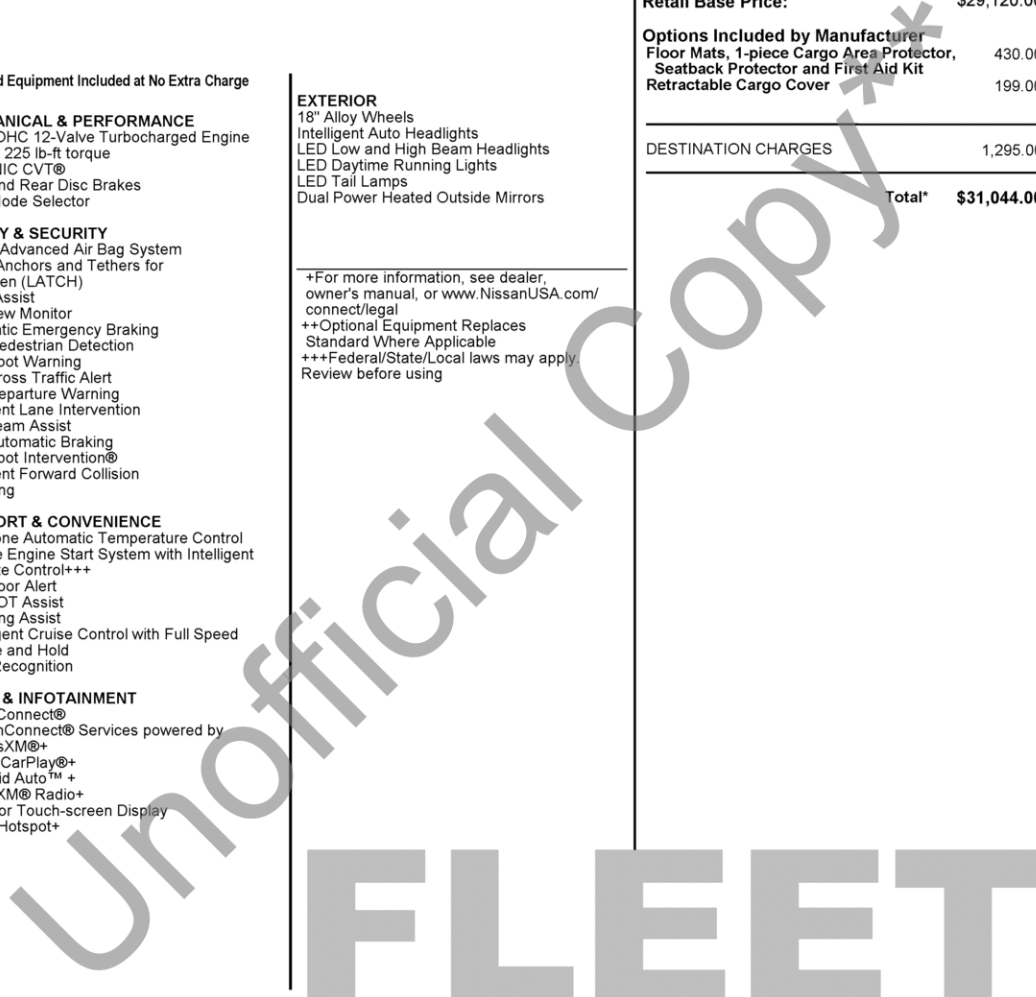 d Equipment Included at No Extra Charge
ANICAL & PERFORMANCE
OHC 12-Valve Turbocharged Engine
225 lb-ft torque
NIC CVT®
nd Rear Disc Brakes
Mode Selector
Y & SECURITY
Advanced Air Bag System
Anchors and Tethers for
en (LATCH)
Assist
ew Monitor
tic Emergency Braking
edestrian Detection
pot Warning
ross Traffic Alert
eparture Warning
nt Lane Intervention
eam Assist
utomatic Braking
pot Intervention®
nt Forward Collision
ng
ORT & CONVENIENCE
one Automatic Temperature Control
e Engine Start System with Intelligent
te Control+++
oor Alert
OT Assist
ng Assist
gent Cruise Control with Full Speed
e and Hold
Recognition
& INFOTAINMENT
Connect®
nConnect® Services powered by
sXM®+
CarPlay®+
id Auto™ +
XM® Radio+
or Touch-screen Display
Hotspot+
EXTERIOR
18" Alloy Wheels
Intelligent Auto Headlights
LED Low and High Beam Headlights
LED Daytime Running Lights
LED Tail Lamps
Dual Power Heated Outside Mirrors
+For more information, see dealer,
owner's manual, or www.NissanUSA.com/
connect/legal
++Optional Equipment Replaces
Standard Where Applicable
+++Federal/State/Local laws may apply.
Review before using
Retail Base Price: $29,120.00
Options Included by Manufacturer
Floor Mats, 1-piece Cargo Area Protector, 430.00
Seatback Protector and First Aid Kit
Retractable Cargo Cover 199.00
DESTINATION CHARGES 1,295.00
Total* $31,044.00
Unofficial Copy**
FLEET